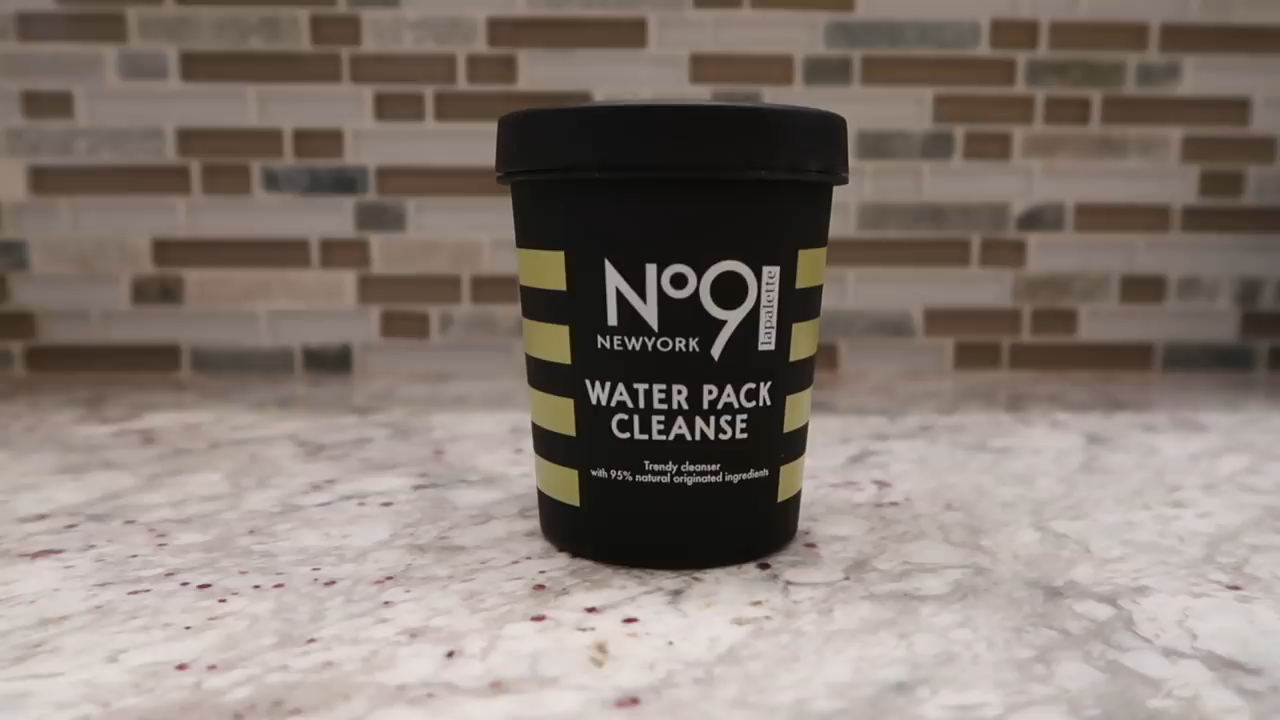 Nº9
lapalette
NEWYORK
WATER PACK
CLEANSE
Trendy cleanser
with 95% natural originated ingredients